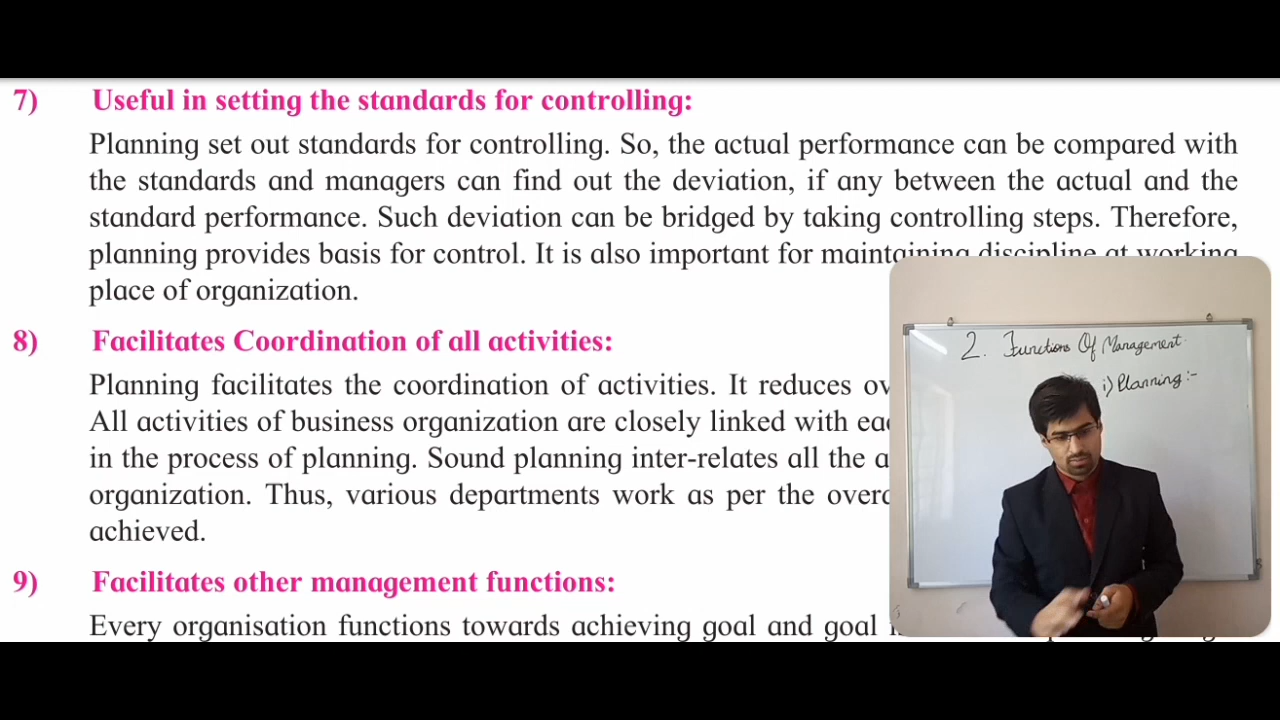 7) Useful in setting the standards for controlling:
Planning set out standards for controlling. So, the actual performance can be compared with
the standards and managers can find out the deviation, if any between the actual and the
standard performance. Such deviation can be bridged by taking controlling steps. Therefore,
planning provides basis for control. It is also important for maintaining discipline at working
place of organization.
8) Facilitates Coordination of all activities:
Planning facilitates the coordination of activities. It reduces
All activities of business organization are closely linked with
in the process of planning. Sound planning inter-relates all the
organization. Thus, various departments work as per the
achieved.
9) Facilitates other management functions:
Every organisation functions towards achieving goal and goal
2. Functions Of Management
i) Planning :-